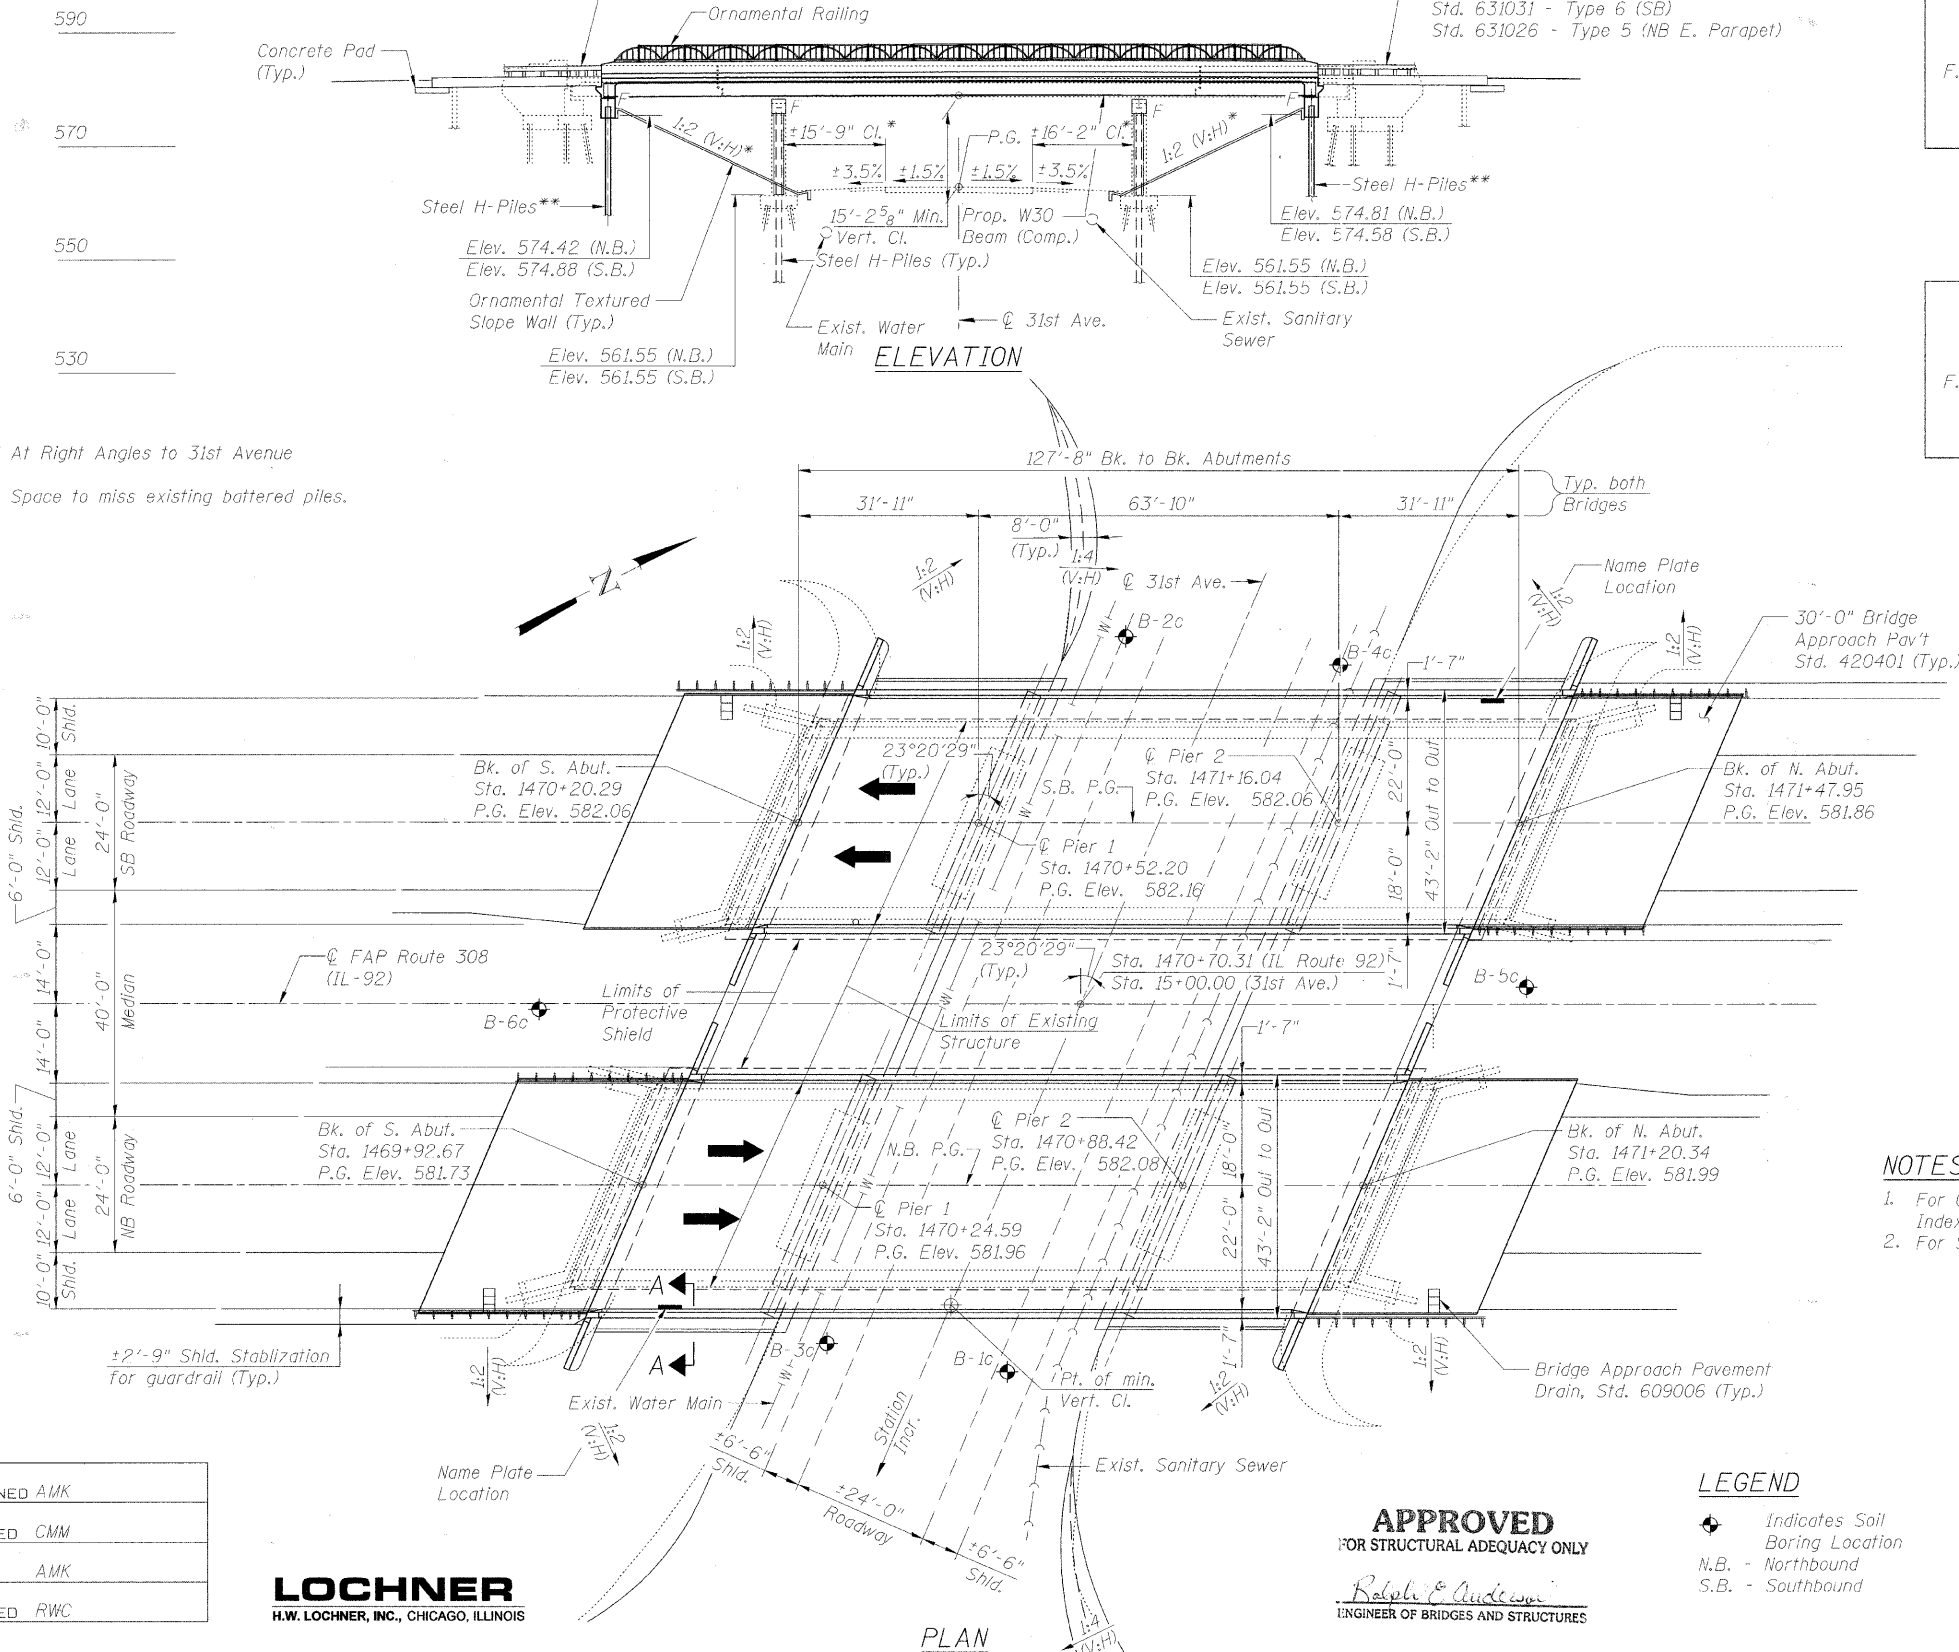 590
570
550
530
Ornamental Railing
Concrete Pad
(Typ.)
Std. 631031 - Type 6 (SB)
Std. 631026 - Type 5 (NB E. Parapet)
F
F
F
F
1:2 (V:H)*
±15'-9" Cl.*
P.G.
±16'-2" Cl.*
1:2 (V:H)*
±3.5%
±1.5%
±1.5%
±3.5%
Steel H-Piles**
Steel H-Piles**
15'-2 5/8" Min.
Vert. Cl.
Prop. W30
Beam (Comp.)
Elev. 574.81 (N.B.)
Elev. 574.58 (S.B.)
Elev. 574.42 (N.B.)
Elev. 574.88 (S.B.)
Steel H-Piles (Typ.)
Elev. 561.55 (N.B.)
Elev. 561.55 (S.B.)
Ornamental Textured
Slope Wall (Typ.)
Exist. Water
Main
℄ 31st Ave.
Exist. Sanitary
Sewer
Elev. 561.55 (N.B.)
Elev. 561.55 (S.B.)
ELEVATION
F.
F.
At Right Angles to 31st Avenue
Space to miss existing battered piles.
127'-8" Bk. to Bk. Abutments
31'-11"
63'-10"
31'-11"
Typ. both
Bridges
8'-0"
(Typ.)
1:4
(V:H)
1:2
(V:H)
℄ 31st Ave.
N
Name Plate
Location
1:2
(V:H)
1:2
(V:H)
1:2
(V:H)
30'-0" Bridge
Approach Pav't
Std. 420401 (Typ.)
W
B-2c
B-4c
1'-7"
10'-0"
Shld.
12'-0"
Lane
12'-0"
Lane
24'-0"
SB Roadway
6'-0" Shld.
Bk. of S. Abut.
Sta. 1470+20.29
P.G. Elev. 582.06
23°20'29"
(Typ.)
W
S.B. P.G.
℄ Pier 2
Sta. 1471+16.04
P.G. Elev. 582.06
22'-0"
18'-0"
43'-2" Out to Out
Bk. of N. Abut.
Sta. 1471+47.95
P.G. Elev. 581.86
℄ Pier 1
Sta. 1470+52.20
P.G. Elev. 582.16
14'-0"
14'-0"
40'-0"
Median
℄ FAP Route 308
(IL-92)
23°20'29"
(Typ.)
Sta. 1470+70.31 (IL Route 92)
Sta. 15+00.00 (31st Ave.)
1'-7"
B-5c
B-6c
Limits of
Protective
Shield
W
Limits of Existing
Structure
1'-7"
6'-0" Shld.
12'-0"
Lane
12'-0"
Lane
24'-0"
NB Roadway
10'-0"
Shld.
Bk. of S. Abut.
Sta. 1469+92.67
P.G. Elev. 581.73
N.B. P.G.
W
℄ Pier 2
Sta. 1470+88.42
P.G. Elev. 582.08
18'-0"
22'-0"
43'-2" Out to Out
Bk. of N. Abut.
Sta. 1471+20.34
P.G. Elev. 581.99
℄ Pier 1
Sta. 1470+24.59
P.G. Elev. 581.96
NOTES
1. For
Index
2. For
A
A
±2'-9" Shld. Stablization
for guardrail (Typ.)
1:2
(V:H)
Exist. Water Main
W
B-3c
B-1c
Pt. of min.
Vert. Cl.
1'-7"
1:2
(V:H)
1:2
(V:H)
Bridge Approach Pavement
Drain, Std. 609006 (Typ.)
1:2
(V:H)
Name Plate
Location
±6'-6"
Shld.
Station
Incr.
±24'-0"
Roadway
±6'-6"
Shld.
Exist. Sanitary Sewer
1:4
(V:H)
PLAN
NED AMK
ED CMM
AMK
ED RWC
LOCHNER
H.W. LOCHNER, INC., CHICAGO, ILLINOIS
APPROVED
FOR STRUCTURAL ADEQUACY ONLY
Ralph E. Anderson
ENGINEER OF BRIDGES AND STRUCTURES
LEGEND
Indicates Soil
Boring Location
N.B. - Northbound
S.B. - Southbound